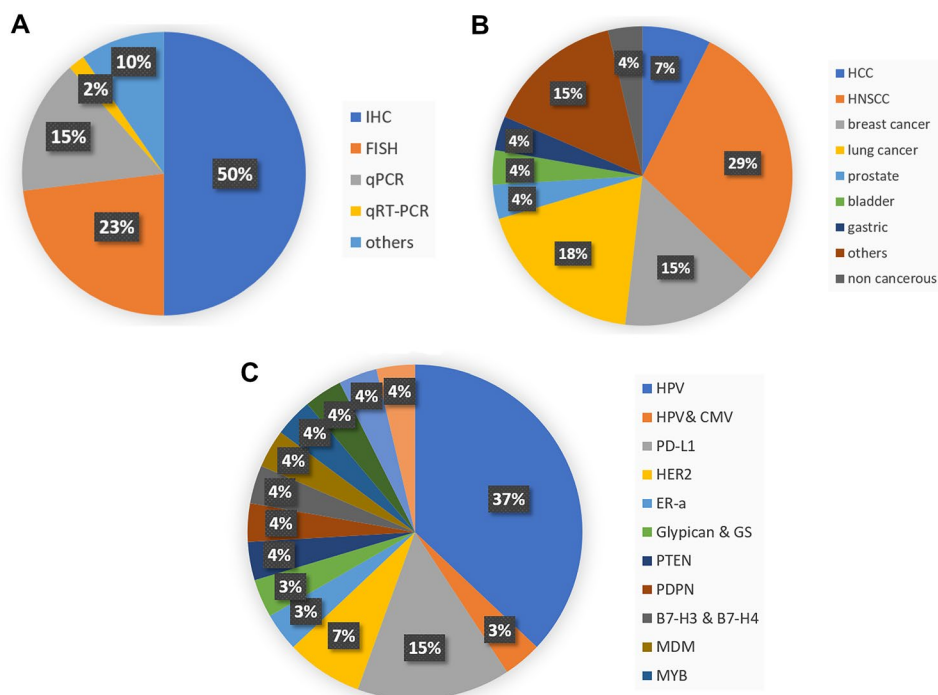 A
10%
2%
15%
50%
23%
IHC
FISH
qPCR
qRT-PCR
others
B
4%
7%
15%
29%
4%
4%
4%
18%
15%
HCC
HNSCC
breast cancer
lung cancer
prostate
bladder
gastric
others
non cancerous
C
4%
4%
4%
4%
4%
4%
4%
4%
3%
3%
7%
15%
3%
37%
HPV
HPV& CMV
PD-L1
HER2
ER-a
Glypican & GS
PTEN
PDPN
B7-H3 & B7-H4
MDM
MYB